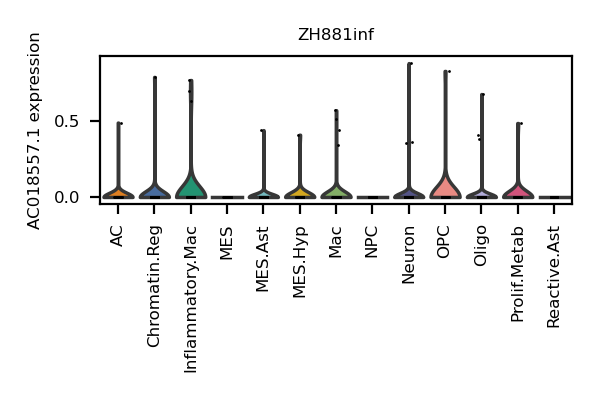 ZH881inf
AC018557.1 expression
0.5
0.0
AC
Chromatin.Reg
Inflammatory.Mac
MES
MES.Ast
MES.Hyp
Mac
NPC
Neuron
OPC
Oligo
Prolif.Metab
Reactive.Ast